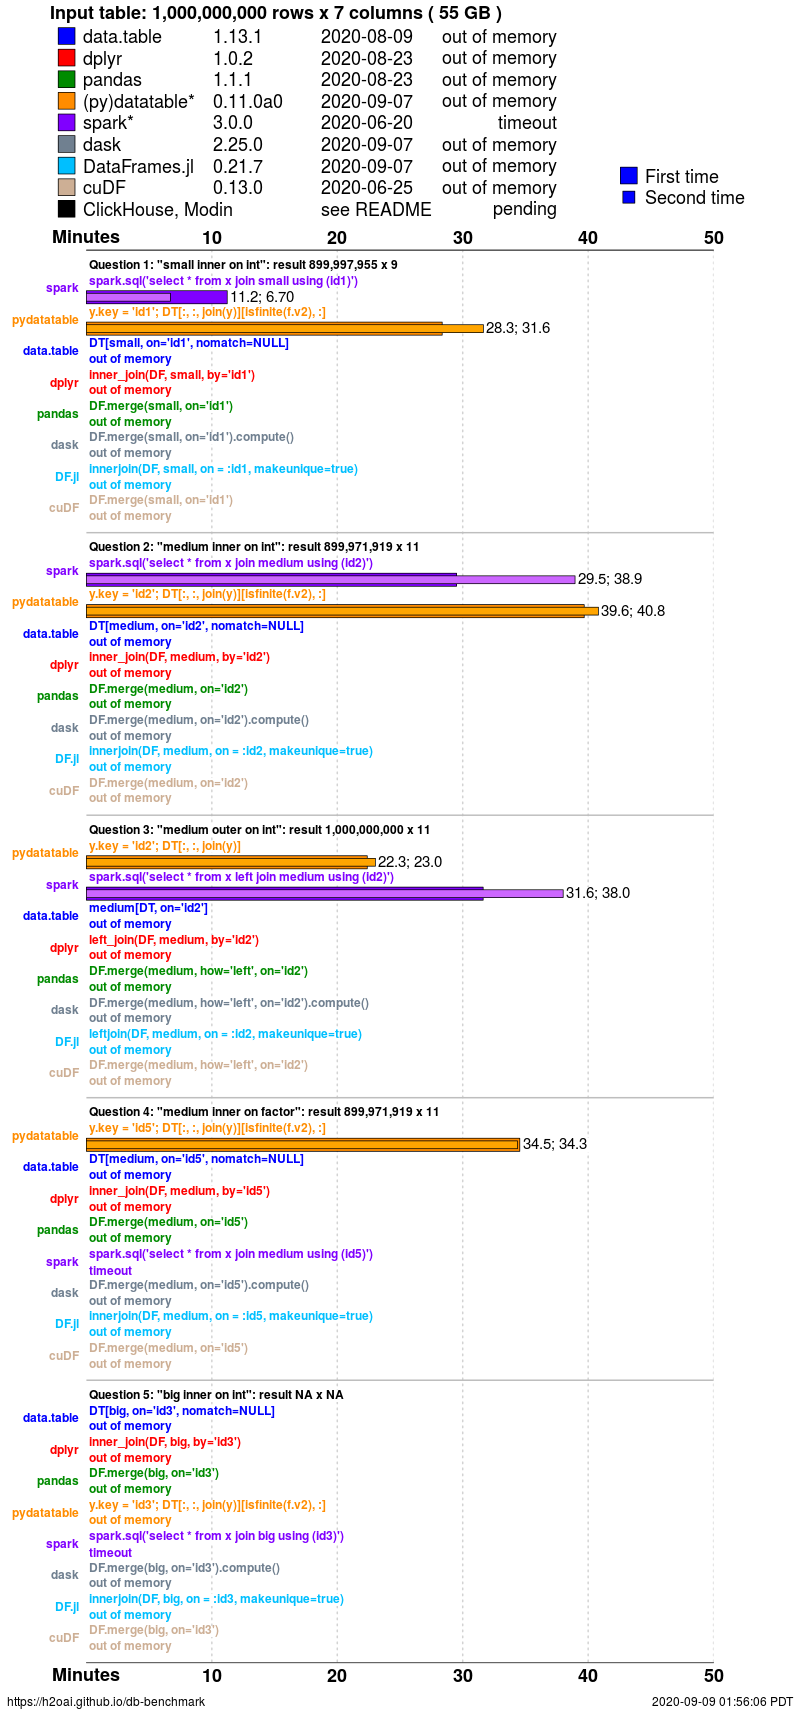 Input table: 1,000,000,000 rows x 7 columns ( 55 GB )
data.table 1.13.1 2020-08-09 out of memory
dplyr 1.0.2 2020-08-23 out of memory
pandas 1.1.1 2020-08-23 out of memory
(py)datatable* 0.11.0a0 2020-09-07 out of memory
spark* 3.0.0 2020-06-20 timeout
dask 2.25.0 2020-09-07 out of memory
DataFrames.jl 0.21.7 2020-09-07 out of memory
cuDF 0.13.0 2020-06-25 out of memory
ClickHouse, Modin see README pending
First time
Second time
Minutes 10 20 30 40 50
Question 1: "small inner on int": result 899,997,955 x 9
spark spark.sql('select * from x join small using (id1)')
11.2; 6.70
pydatatable y.key = 'id1'; DT[:, :, join(y)][isfinite(f.v2), :]
28.3; 31.6
data.table DT[small, on='id1', nomatch=NULL]
out of memory
dplyr inner_join(DF, small, by='id1')
out of memory
pandas DF.merge(small, on='id1')
out of memory
dask DF.merge(small, on='id1').compute()
out of memory
DF.jl innerjoin(DF, small, on = :id1, makeunique=true)
out of memory
cuDF DF.merge(small, on='id1')
out of memory
Question 2: "medium inner on int": result 899,971,919 x 11
spark spark.sql('select * from x join medium using (id2)')
29.5; 38.9
pydatatable y.key = 'id2'; DT[:, :, join(y)][isfinite(f.v2), :]
39.6; 40.8
data.table DT[medium, on='id2', nomatch=NULL]
out of memory
dplyr inner_join(DF, medium, by='id2')
out of memory
pandas DF.merge(medium, on='id2')
out of memory
dask DF.merge(medium, on='id2').compute()
out of memory
DF.jl innerjoin(DF, medium, on = :id2, makeunique=true)
out of memory
cuDF DF.merge(medium, on='id2')
out of memory
Question 3: "medium outer on int": result 1,000,000,000 x 11
pydatatable y.key = 'id2'; DT[:, :, join(y)]
22.3; 23.0
spark spark.sql('select * from x left join medium using (id2)')
31.6; 38.0
data.table medium[DT, on='id2']
out of memory
dplyr left_join(DF, medium, by='id2')
out of memory
pandas DF.merge(medium, how='left', on='id2')
out of memory
dask DF.merge(medium, how='left', on='id2').compute()
out of memory
DF.jl leftjoin(DF, medium, on = :id2, makeunique=true)
out of memory
cuDF DF.merge(medium, how='left', on='id2')
out of memory
Question 4: "medium inner on factor": result 899,971,919 x 11
pydatatable y.key = 'id5'; DT[:, :, join(y)][isfinite(f.v2), :]
34.5; 34.3
data.table DT[medium, on='id5', nomatch=NULL]
out of memory
dplyr inner_join(DF, medium, by='id5')
out of memory
pandas DF.merge(medium, on='id5')
out of memory
spark spark.sql('select * from x join medium using (id5)')
timeout
dask DF.merge(medium, on='id5').compute()
out of memory
DF.jl innerjoin(DF, medium, on = :id5, makeunique=true)
out of memory
cuDF DF.merge(medium, on='id5')
out of memory
Question 5: "big inner on int": result NA x NA
data.table DT[big, on='id3', nomatch=NULL]
out of memory
dplyr inner_join(DF, big, by='id3')
out of memory
pandas DF.merge(big, on='id3')
out of memory
pydatatable y.key = 'id3'; DT[:, :, join(y)][isfinite(f.v2), :]
out of memory
spark spark.sql('select * from x join big using (id3)')
timeout
dask DF.merge(big, on='id3').compute()
out of memory
DF.jl innerjoin(DF, big, on = :id3, makeunique=true)
out of memory
cuDF DF.merge(big, on='id3')
out of memory
Minutes 10 20 30 40 50
https://h2oai.github.io/db-benchmark 2020-09-09 01:56:06 PDT